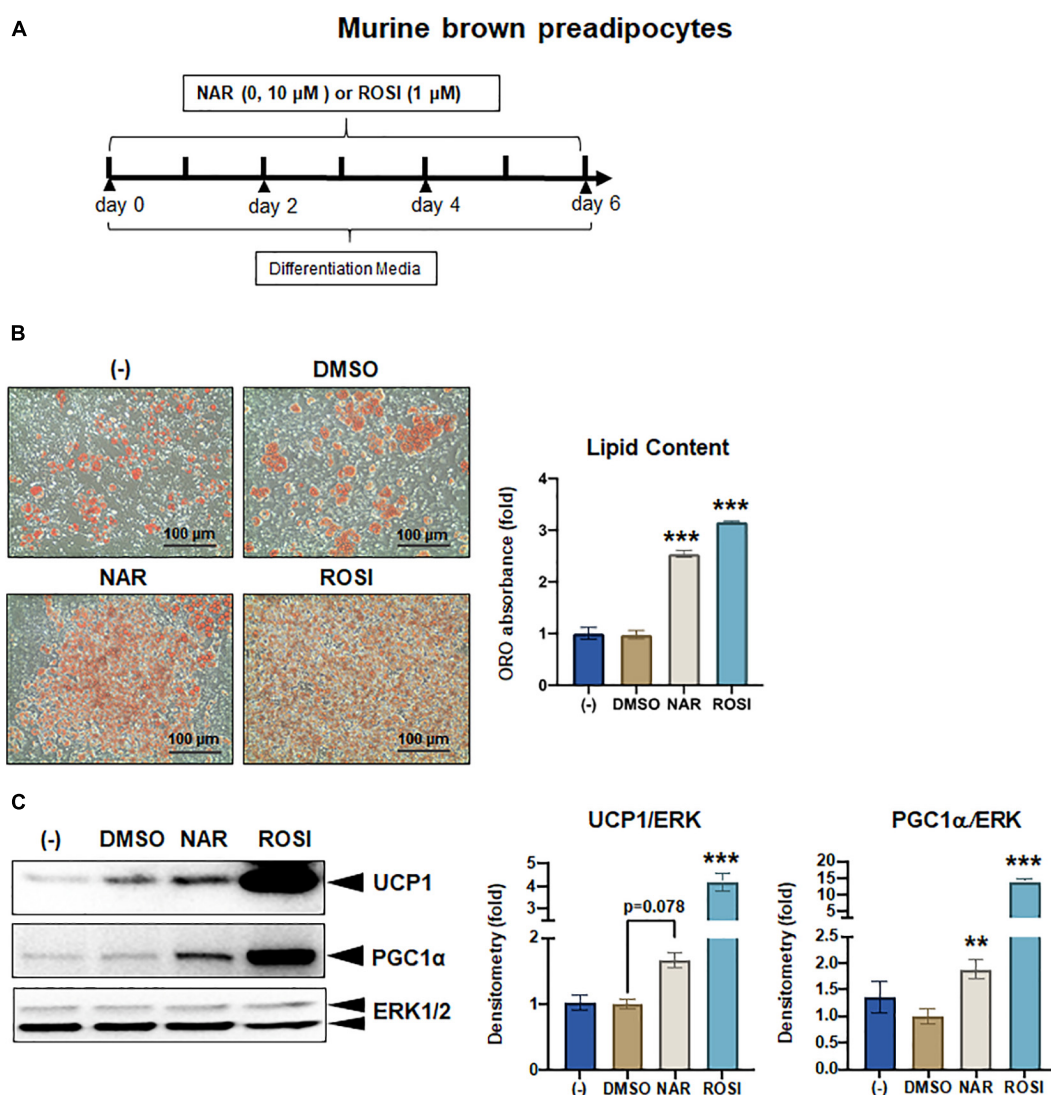 A
Murine brown preadipocytes
NAR (0, 10 µM ) or ROSI (1 µM)
day 0 day 2 day 4 day 6
Differentiation Media
B
(-) DMSO
100 µm 100 µm
NAR ROSI
100 µm 100 µm
Lipid Content
ORO absorbance (fold)
4
3
2
1
0
*** ***
(-) DMSO NAR ROSI
C
(-) DMSO NAR ROSI
UCP1
PGC1α
ERK1/2
UCP1/ERK
Densitometry (fold)
5
4
3
2
1
0
p=0.078
***
(-) DMSO NAR ROSI
PGC1α/ERK
Densitometry (fold)
20
15
10
2.5
2.0
1.5
1.0
0.5
0.0
** ***
(-) DMSO NAR ROSI